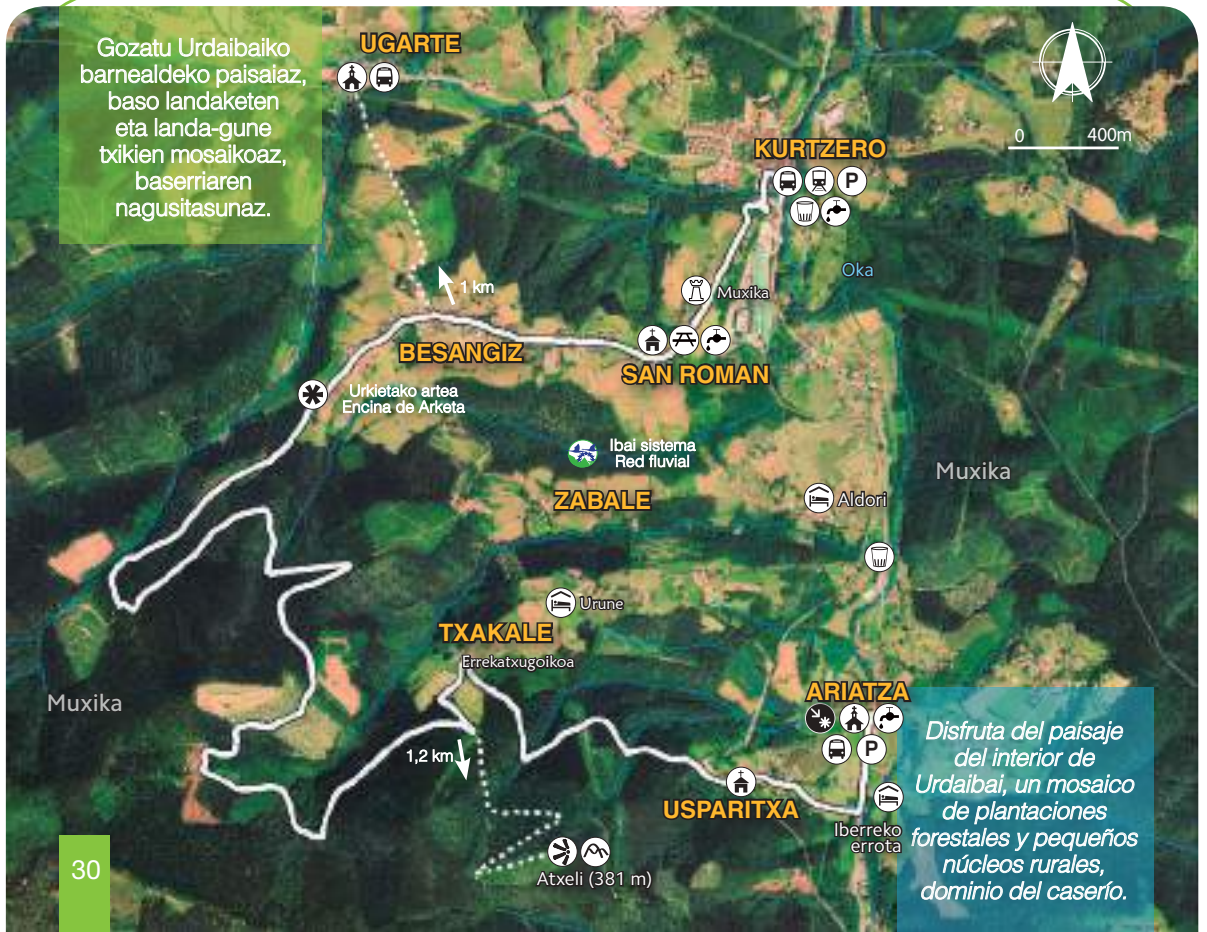 Gozatu Urdaibaiko
barnealdeko paisaiaz,
baso landaketen
eta landa-gune
txikien mosaikoaz,
baserriaren
nagusitasunaz.
UGARTE
0 400m
KURTZERO
P
Oka
1 km
Muxika
BESANGIZ
SAN ROMAN
Urkietako artea
Encina de Arketa
Ibai sistema
Red fluvial
Muxika
ZABALE
Aldori
Urune
TXAKALE
Errekatxugoikoa
Muxika
ARIATZA
P
1,2 km
USPARITXA
Iberreko
errota
Atxeli (381 m)
Disfruta del paisaje
del interior de
Urdaibai, un mosaico
de plantaciones
forestales y pequeños
núcleos rurales,
dominio del caserío.
30